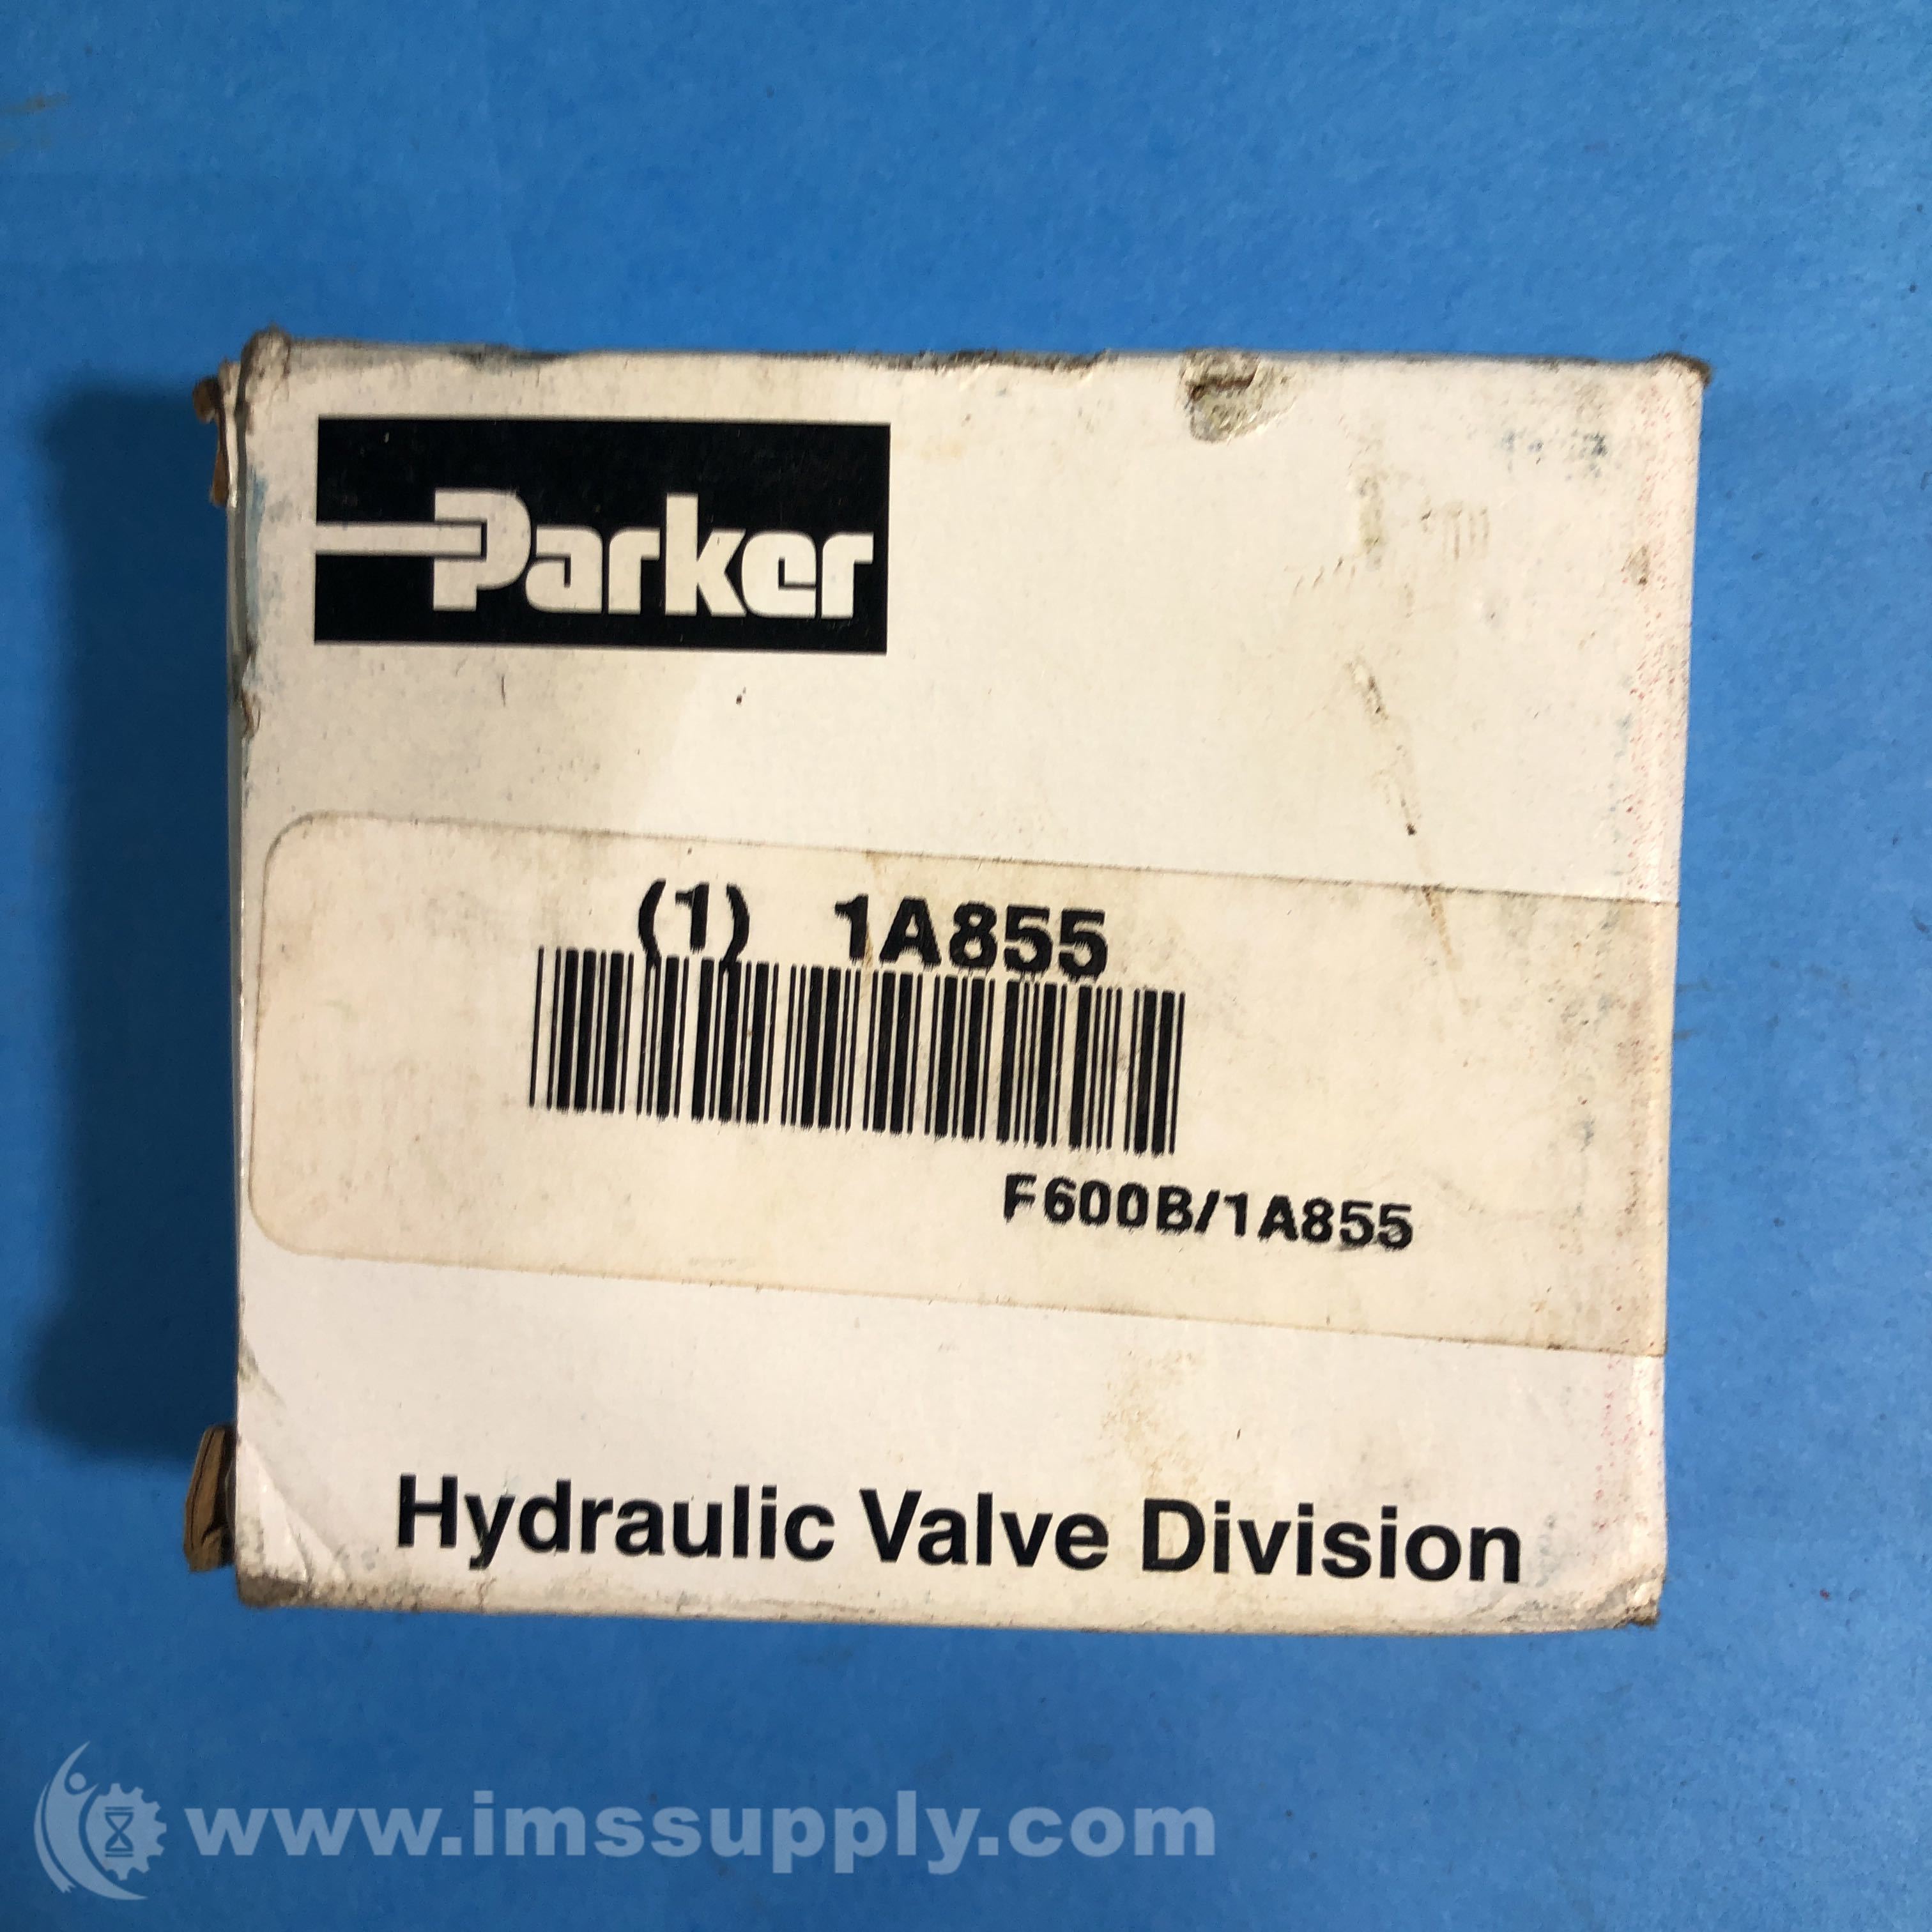 Parker
(1) 1A855
F600B/1A855
Hydraulic Valve Division
www.imssupply.com